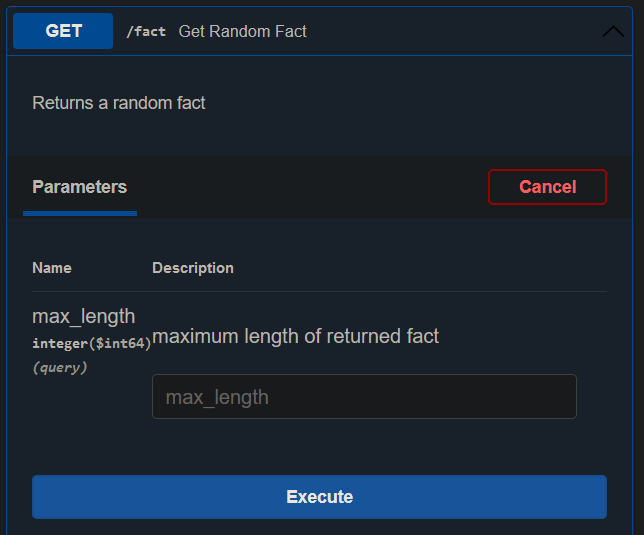 GET /fact Get Random Fact
Returns a random fact
Parameters Cancel
Name Description
max_length
integer($int64)
(query)
maximum length of returned fact
max_length
Execute